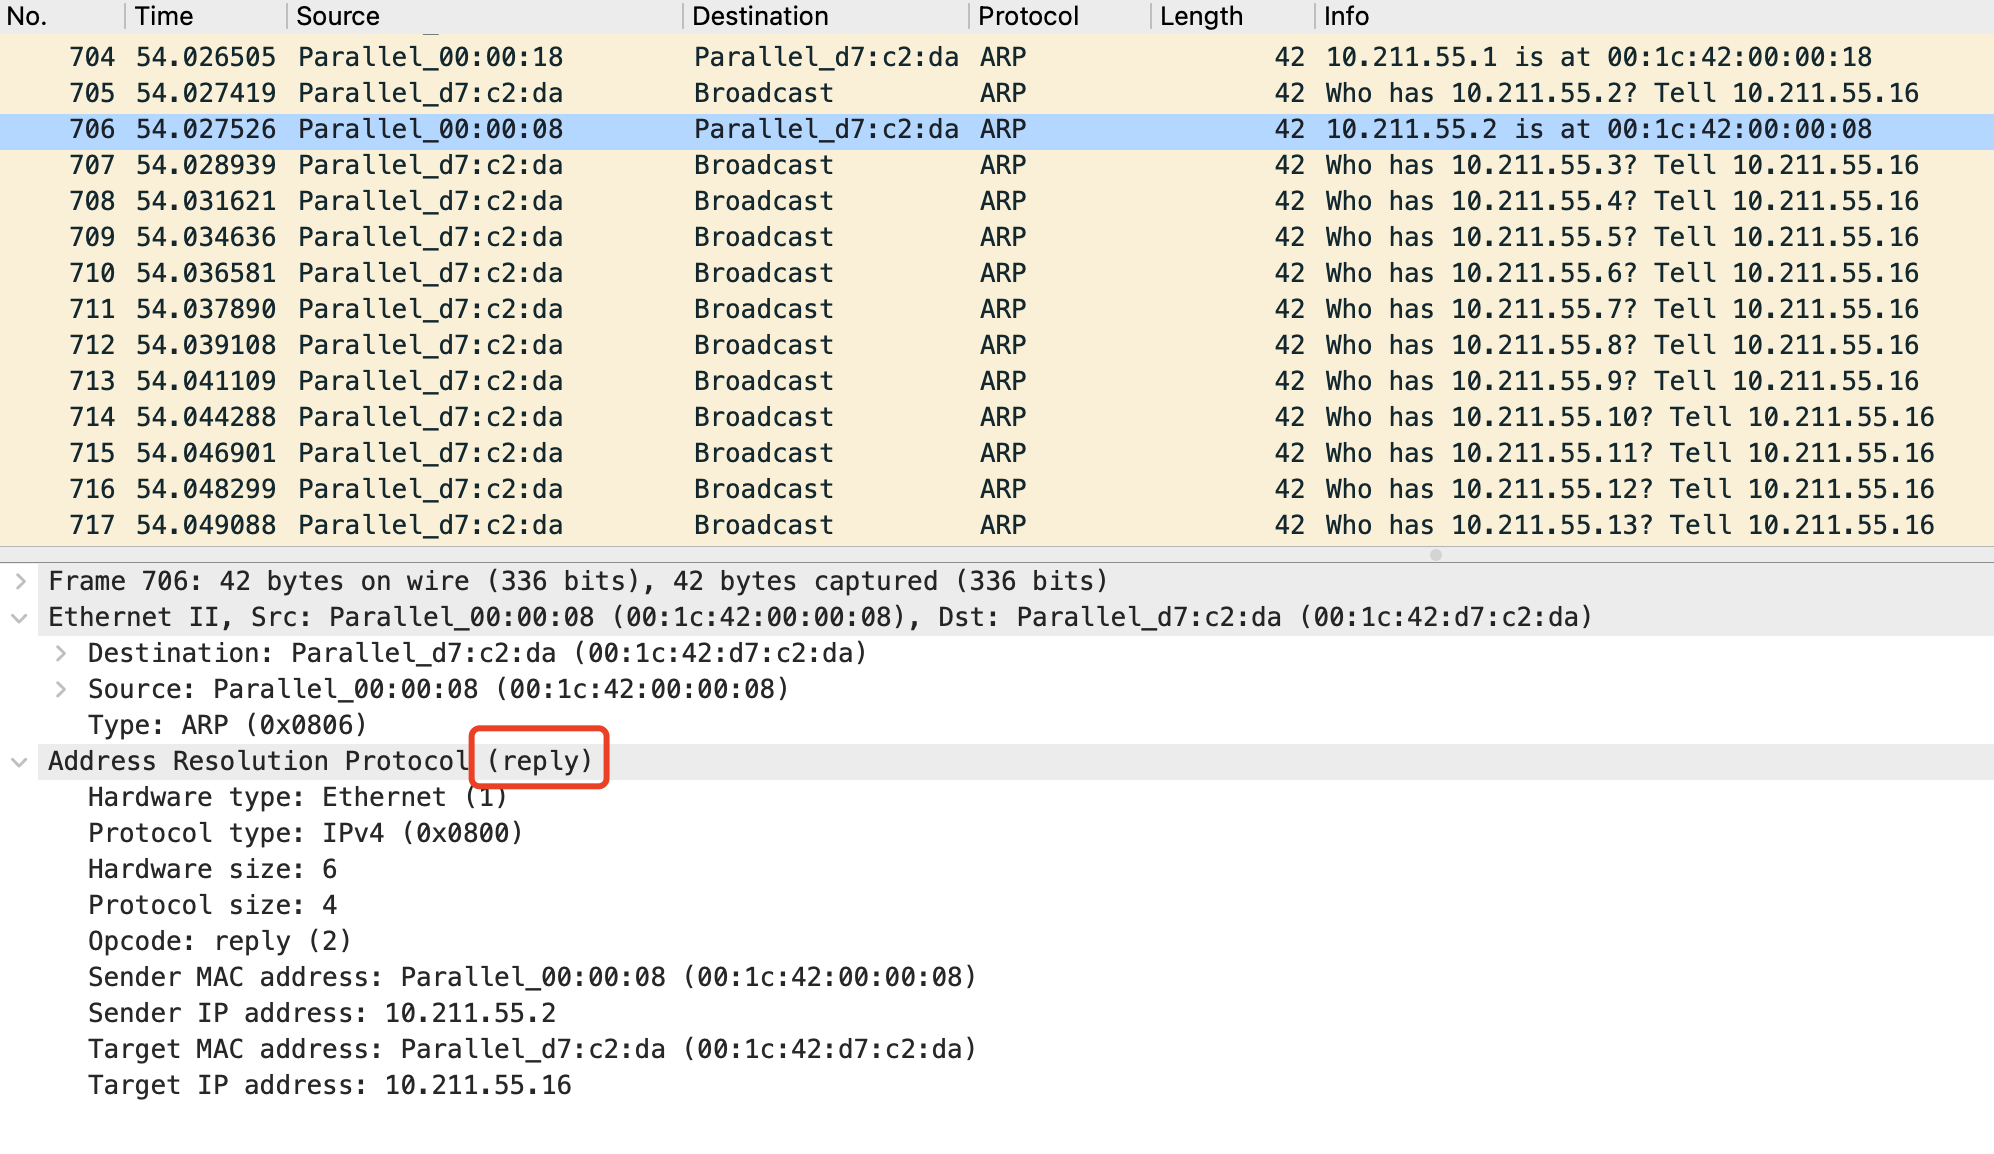 No. Time Source Destination Protocol Length Info
704 54.026505 Parallel_00:00:18 Parallel_d7:c2:da ARP 42 10.211.55.1 is at 00:1c:42:00:00:18
705 54.027419 Parallel_d7:c2:da Broadcast ARP 42 Who has 10.211.55.2? Tell 10.211.55.16
706 54.027526 Parallel_00:00:08 Parallel_d7:c2:da ARP 42 10.211.55.2 is at 00:1c:42:00:00:08
707 54.028939 Parallel_d7:c2:da Broadcast ARP 42 Who has 10.211.55.3? Tell 10.211.55.16
708 54.031621 Parallel_d7:c2:da Broadcast ARP 42 Who has 10.211.55.4? Tell 10.211.55.16
709 54.034636 Parallel_d7:c2:da Broadcast ARP 42 Who has 10.211.55.5? Tell 10.211.55.16
710 54.036581 Parallel_d7:c2:da Broadcast ARP 42 Who has 10.211.55.6? Tell 10.211.55.16
711 54.037890 Parallel_d7:c2:da Broadcast ARP 42 Who has 10.211.55.7? Tell 10.211.55.16
712 54.039108 Parallel_d7:c2:da Broadcast ARP 42 Who has 10.211.55.8? Tell 10.211.55.16
713 54.041109 Parallel_d7:c2:da Broadcast ARP 42 Who has 10.211.55.9? Tell 10.211.55.16
714 54.044288 Parallel_d7:c2:da Broadcast ARP 42 Who has 10.211.55.10? Tell 10.211.55.16
715 54.046901 Parallel_d7:c2:da Broadcast ARP 42 Who has 10.211.55.11? Tell 10.211.55.16
716 54.048299 Parallel_d7:c2:da Broadcast ARP 42 Who has 10.211.55.12? Tell 10.211.55.16
717 54.049088 Parallel_d7:c2:da Broadcast ARP 42 Who has 10.211.55.13? Tell 10.211.55.16
Frame 706: 42 bytes on wire (336 bits), 42 bytes captured (336 bits)
Ethernet II, Src: Parallel_00:00:08 (00:1c:42:00:00:08), Dst: Parallel_d7:c2:da (00:1c:42:d7:c2:da)
Destination: Parallel_d7:c2:da (00:1c:42:d7:c2:da)
Source: Parallel_00:00:08 (00:1c:42:00:00:08)
Type: ARP (0x0806)
Address Resolution Protocol (reply)
Hardware type: Ethernet (1)
Protocol type: IPv4 (0x0800)
Hardware size: 6
Protocol size: 4
Opcode: reply (2)
Sender MAC address: Parallel_00:00:08 (00:1c:42:00:00:08)
Sender IP address: 10.211.55.2
Target MAC address: Parallel_d7:c2:da (00:1c:42:d7:c2:da)
Target IP address: 10.211.55.16